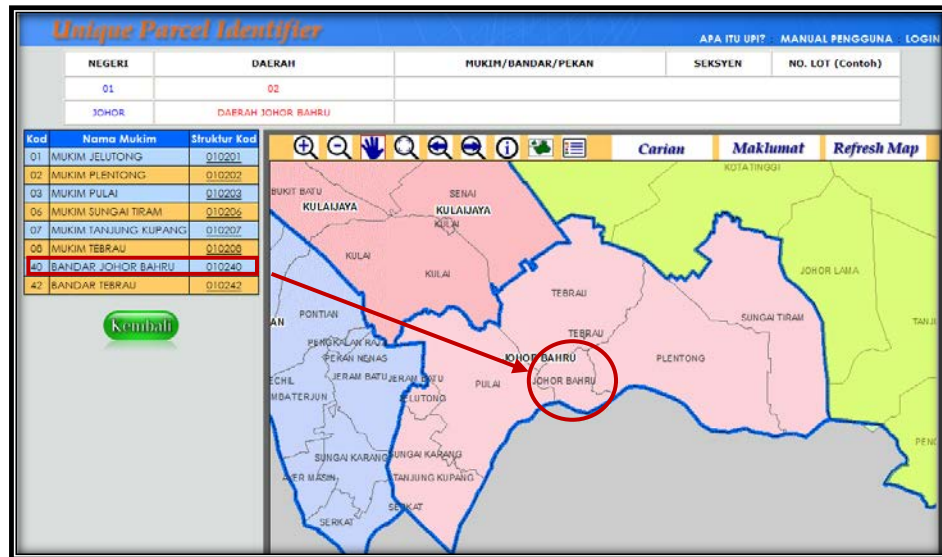 Unique Parcel Identifier
APA ITU UPI? : MANUAL PENGGUNA : LOGIN
NEGERI DAERAH MUKIM/BANDAR/PEKAN SEKSYEN NO. LOT (Contoh)
01 02
JOHOR DAERAH JOHOR BAHRU
Kod Nama Mukim Struktur Kod
01 MUKIM JELUTONG 010201
02 MUKIM PLENTONG 010202
03 MUKIM PULAI 010203
06 MUKIM SUNGAI TIRAM 010206
07 MUKIM TANJUNG KUPANG 010207
08 MUKIM TEBRAU 010208
40 BANDAR JOHOR BAHRU 010240
42 BANDAR TEBRAU 010242
Kembali
Carian Maklumat Refresh Map
KOTA TINGGI
BUKIT BATU SENAI
KULAIJAYA KULAIJAYA
KULAI
KULAI
KULAI JOHOR LAMA
TEBRAU
PONTIAN SUNGAI TIRAM TANJU
AN
TEBRAU
PENGKALAN RAJA
PEKAN NENAS JOHOR BAHRU PLENTONG
ECHIL JERAM BATU JERAM BATU PULAI JOHOR BAHRU
MBATERJUN JELUTONG
PENG
SUNGAI KARANG SUNGAI KARANG
AYER MASIN TANJUNG KUPANG
SERKAT
SERKAT